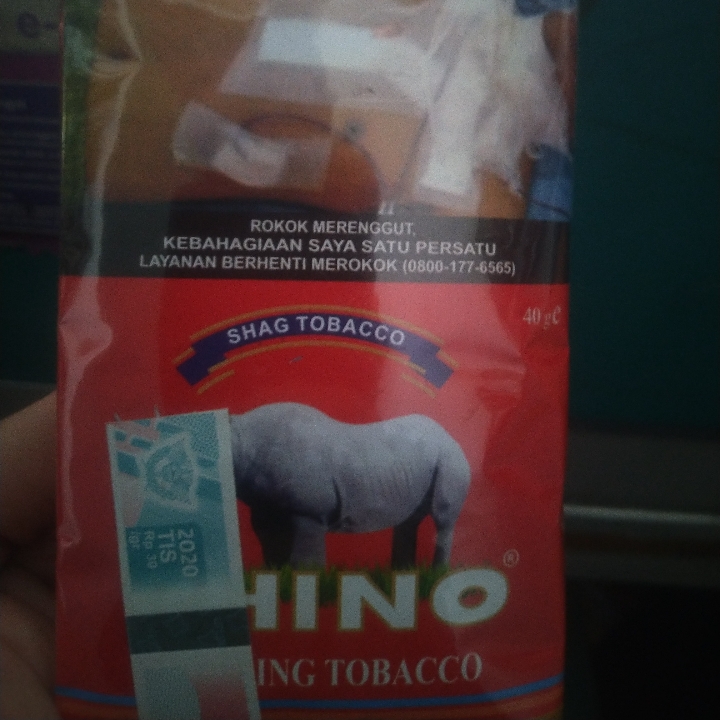 ROKOK MERENGGUT,
KEBAHAGIAAN SAYA SATU PERSATU
LAYANAN BERHENTI MEROKOK (0800-177-6565)
40 g e
SHAG TOBACCO
2020
TIS
HINO®
ING TOBACCO